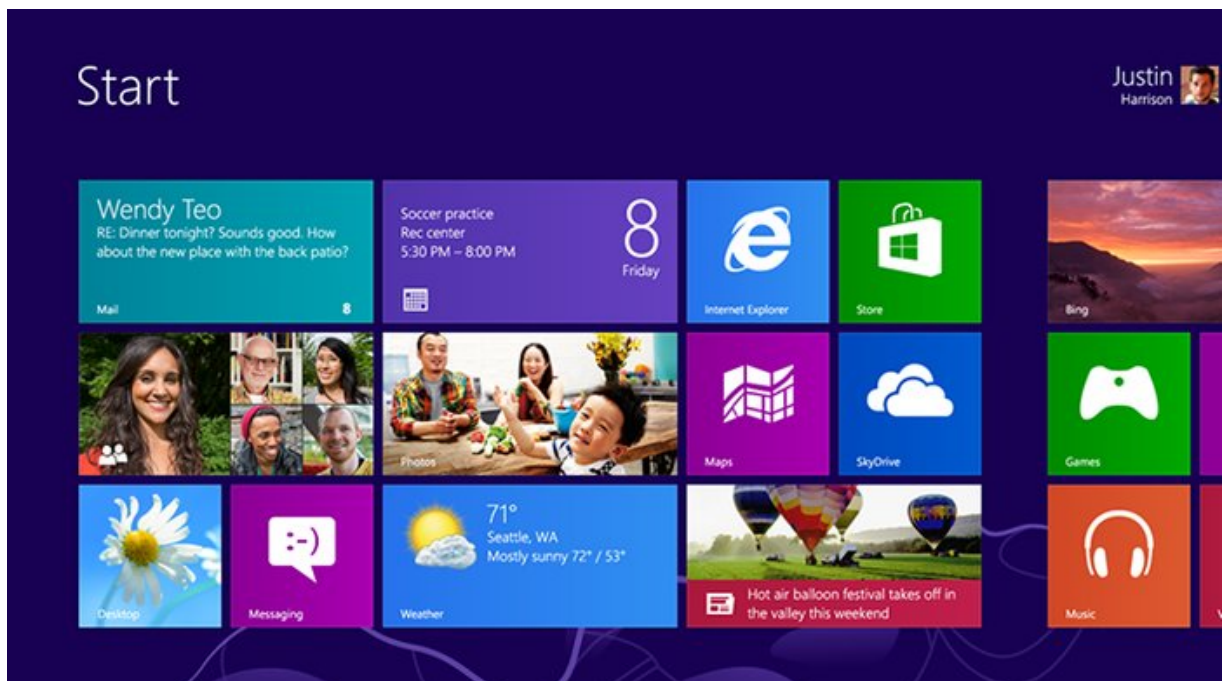 Start
Justin
Harrison
Wendy Teo
RE: Dinner tonight? Sounds good. How
about the new place with the back patio?
Mail
8
Soccer practice
Rec center
5:30 PM – 8:00 PM
8
Friday
Internet Explorer
Store
Bing
Photos
Maps
SkyDrive
Games
Desktop
:-)
Messaging
71°
Seattle, WA
Mostly sunny 72° / 53°
Weather
Hot air balloon festival takes off in
the valley this weekend
Music